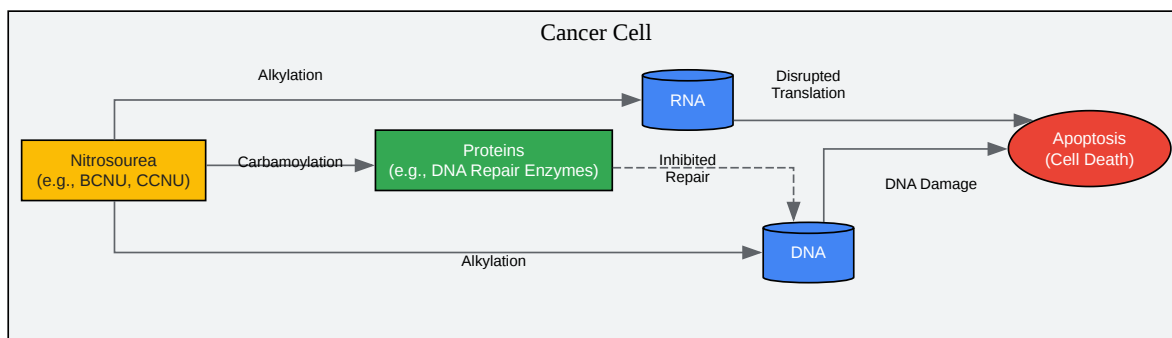 Cancer Cell
Alkylation
RNA
Disrupted
Translation
Nitrosourea
(e.g., BCNU, CCNU)
Carbamoylation
Proteins
(e.g., DNA Repair Enzymes)
Inhibited
Repair
Apoptosis
(Cell Death)
DNA Damage
Alkylation
DNA